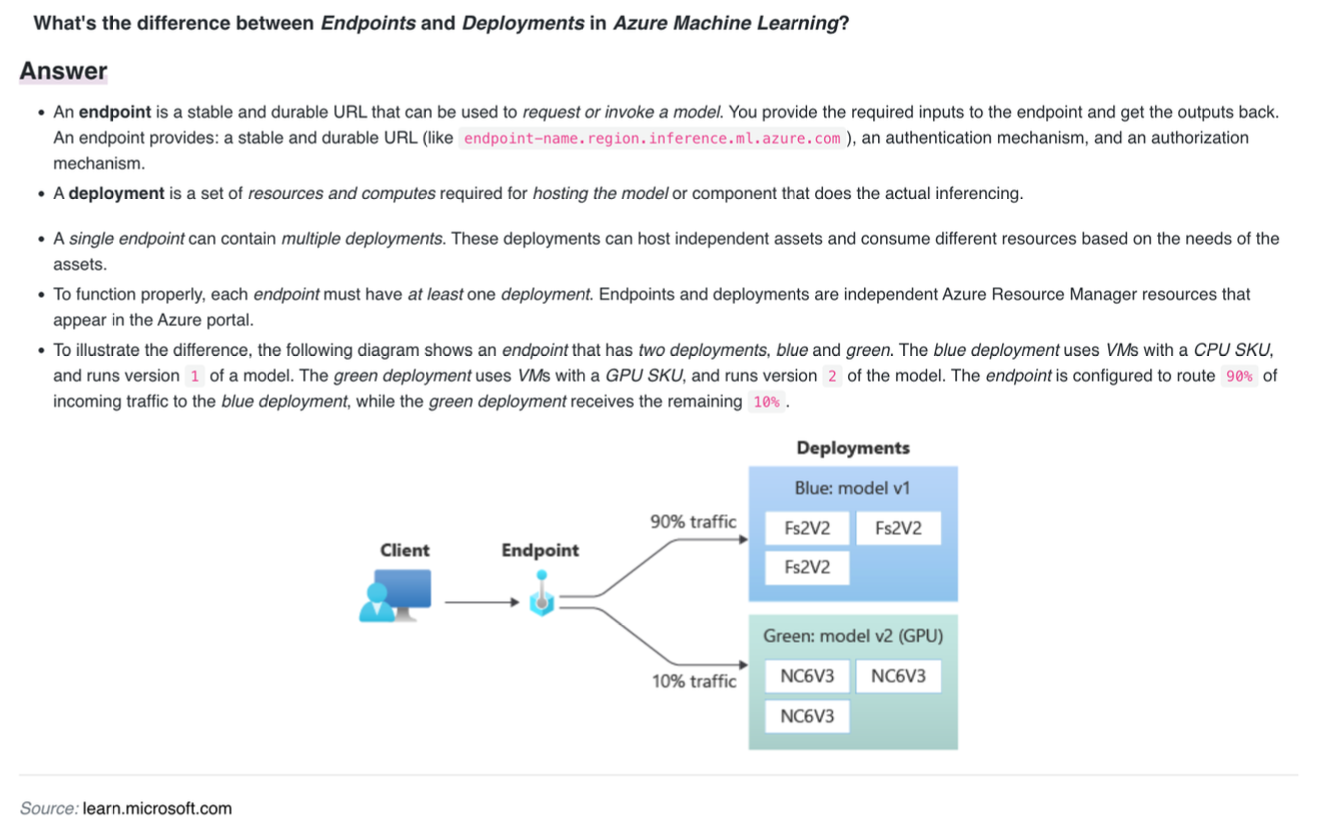 What's the difference between Endpoints and Deployments in Azure Machine Learning?
Answer
• An endpoint is a stable and durable URL that can be used to request or invoke a model. You provide the required inputs to the endpoint and get the outputs back.
An endpoint provides: a stable and durable URL (like endpoint-name.region.inference.ml.azure.com ), an authentication mechanism, and an authorization
mechanism.
• A deployment is a set of resources and computes required for hosting the model or component that does the actual inferencing.
• A single endpoint can contain multiple deployments. These deployments can host independent assets and consume different resources based on the needs of the
assets.
• To function properly, each endpoint must have at least one deployment. Endpoints and deployments are independent Azure Resource Manager resources that
appear in the Azure portal.
• To illustrate the difference, the following diagram shows an endpoint that has two deployments, blue and green. The blue deployment uses VMs with a CPU SKU,
and runs version 1 of a model. The green deployment uses VMs with a GPU SKU, and runs version 2 of the model. The endpoint is configured to route 90% of
incoming traffic to the blue deployment, while the green deployment receives the remaining 10% .
Deployments
Blue: model v1
90% traffic
Fs2V2 Fs2V2
Client Endpoint
Fs2V2
Green: model v2 (GPU)
10% traffic
NC6V3 NC6V3
NC6V3
Source: learn.microsoft.com